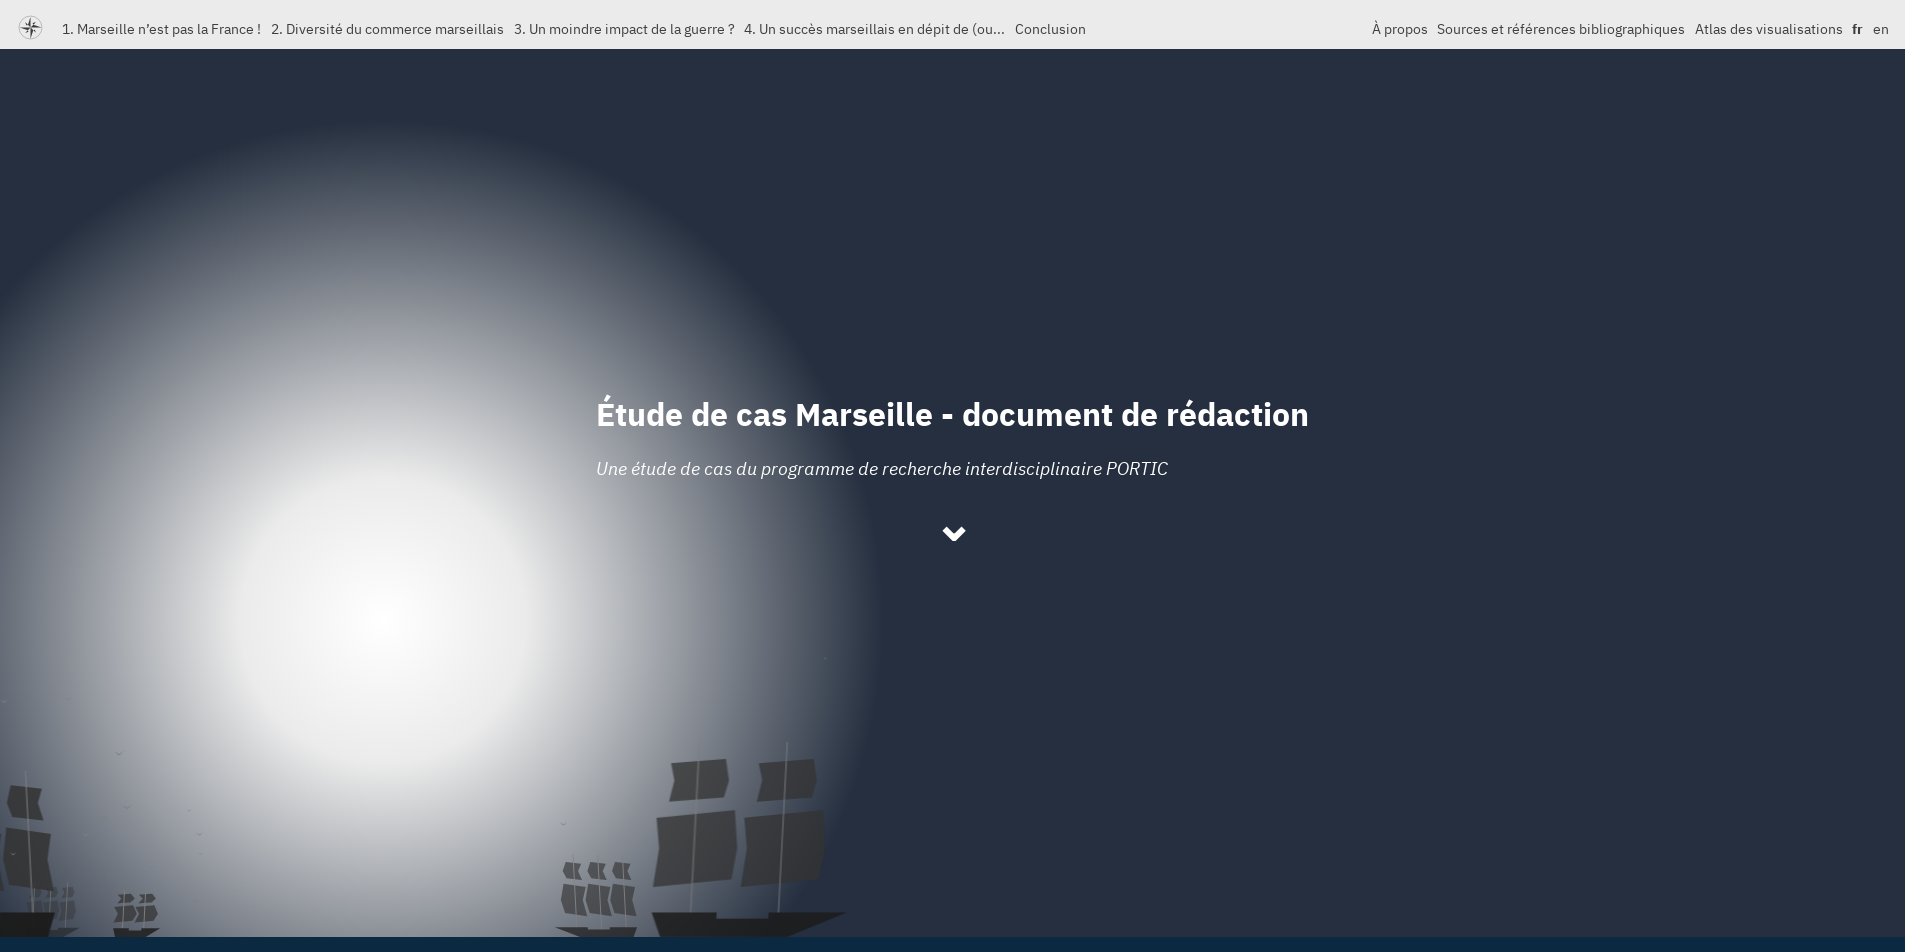 1. Marseille n’est pas la France ! 2. Diversité du commerce marseillais 3. Un moindre impact de la guerre ? 4. Un succès marseillais en dépit de (ou... Conclusion À propos Sources et références bibliographiques Atlas des visualisations fr en
Étude de cas Marseille - document de rédaction
Une étude de cas du programme de recherche interdisciplinaire PORTIC